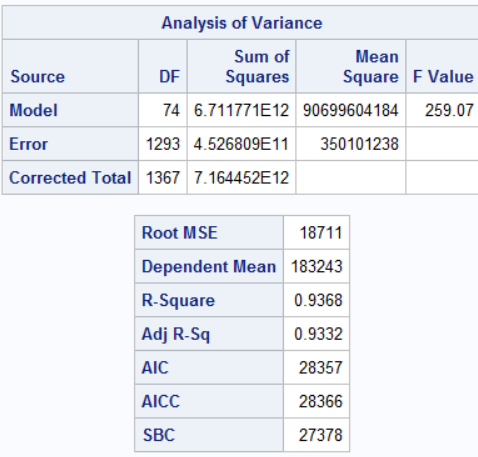 Analysis of Variance
Source DF Sum of Squares Mean Square F Value
Model 74 6.711771E12 90699604184 259.07
Error 1293 4.526809E11 350101238
Corrected Total 1367 7.164452E12
Root MSE 18711
Dependent Mean 183243
R-Square 0.9368
Adj R-Sq 0.9332
AIC 28357
AICC 28366
SBC 27378